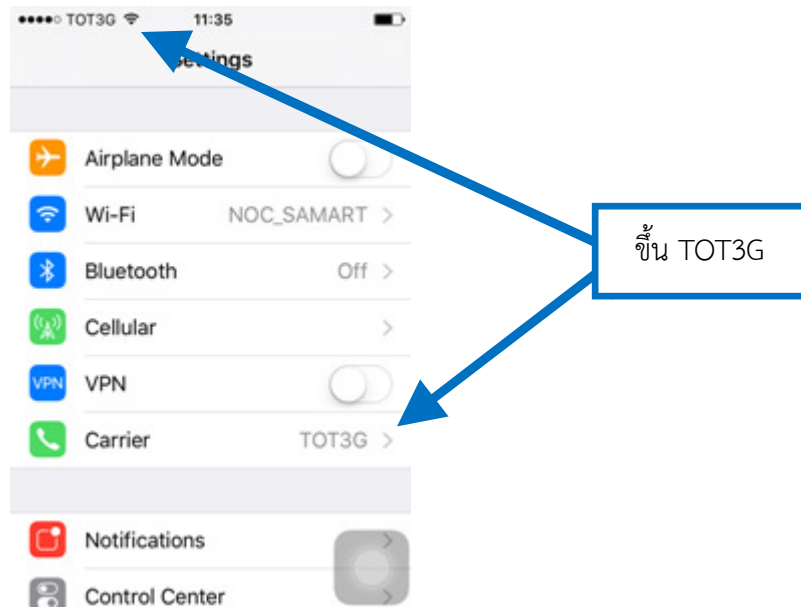 TOT3G 11:35
Settings
Airplane Mode
Wi-Fi NOC_SAMART
ขึ้น TOT3G
Bluetooth Off
Cellular
VPN VPN
Carrier TOT3G
Notifications
Control Center